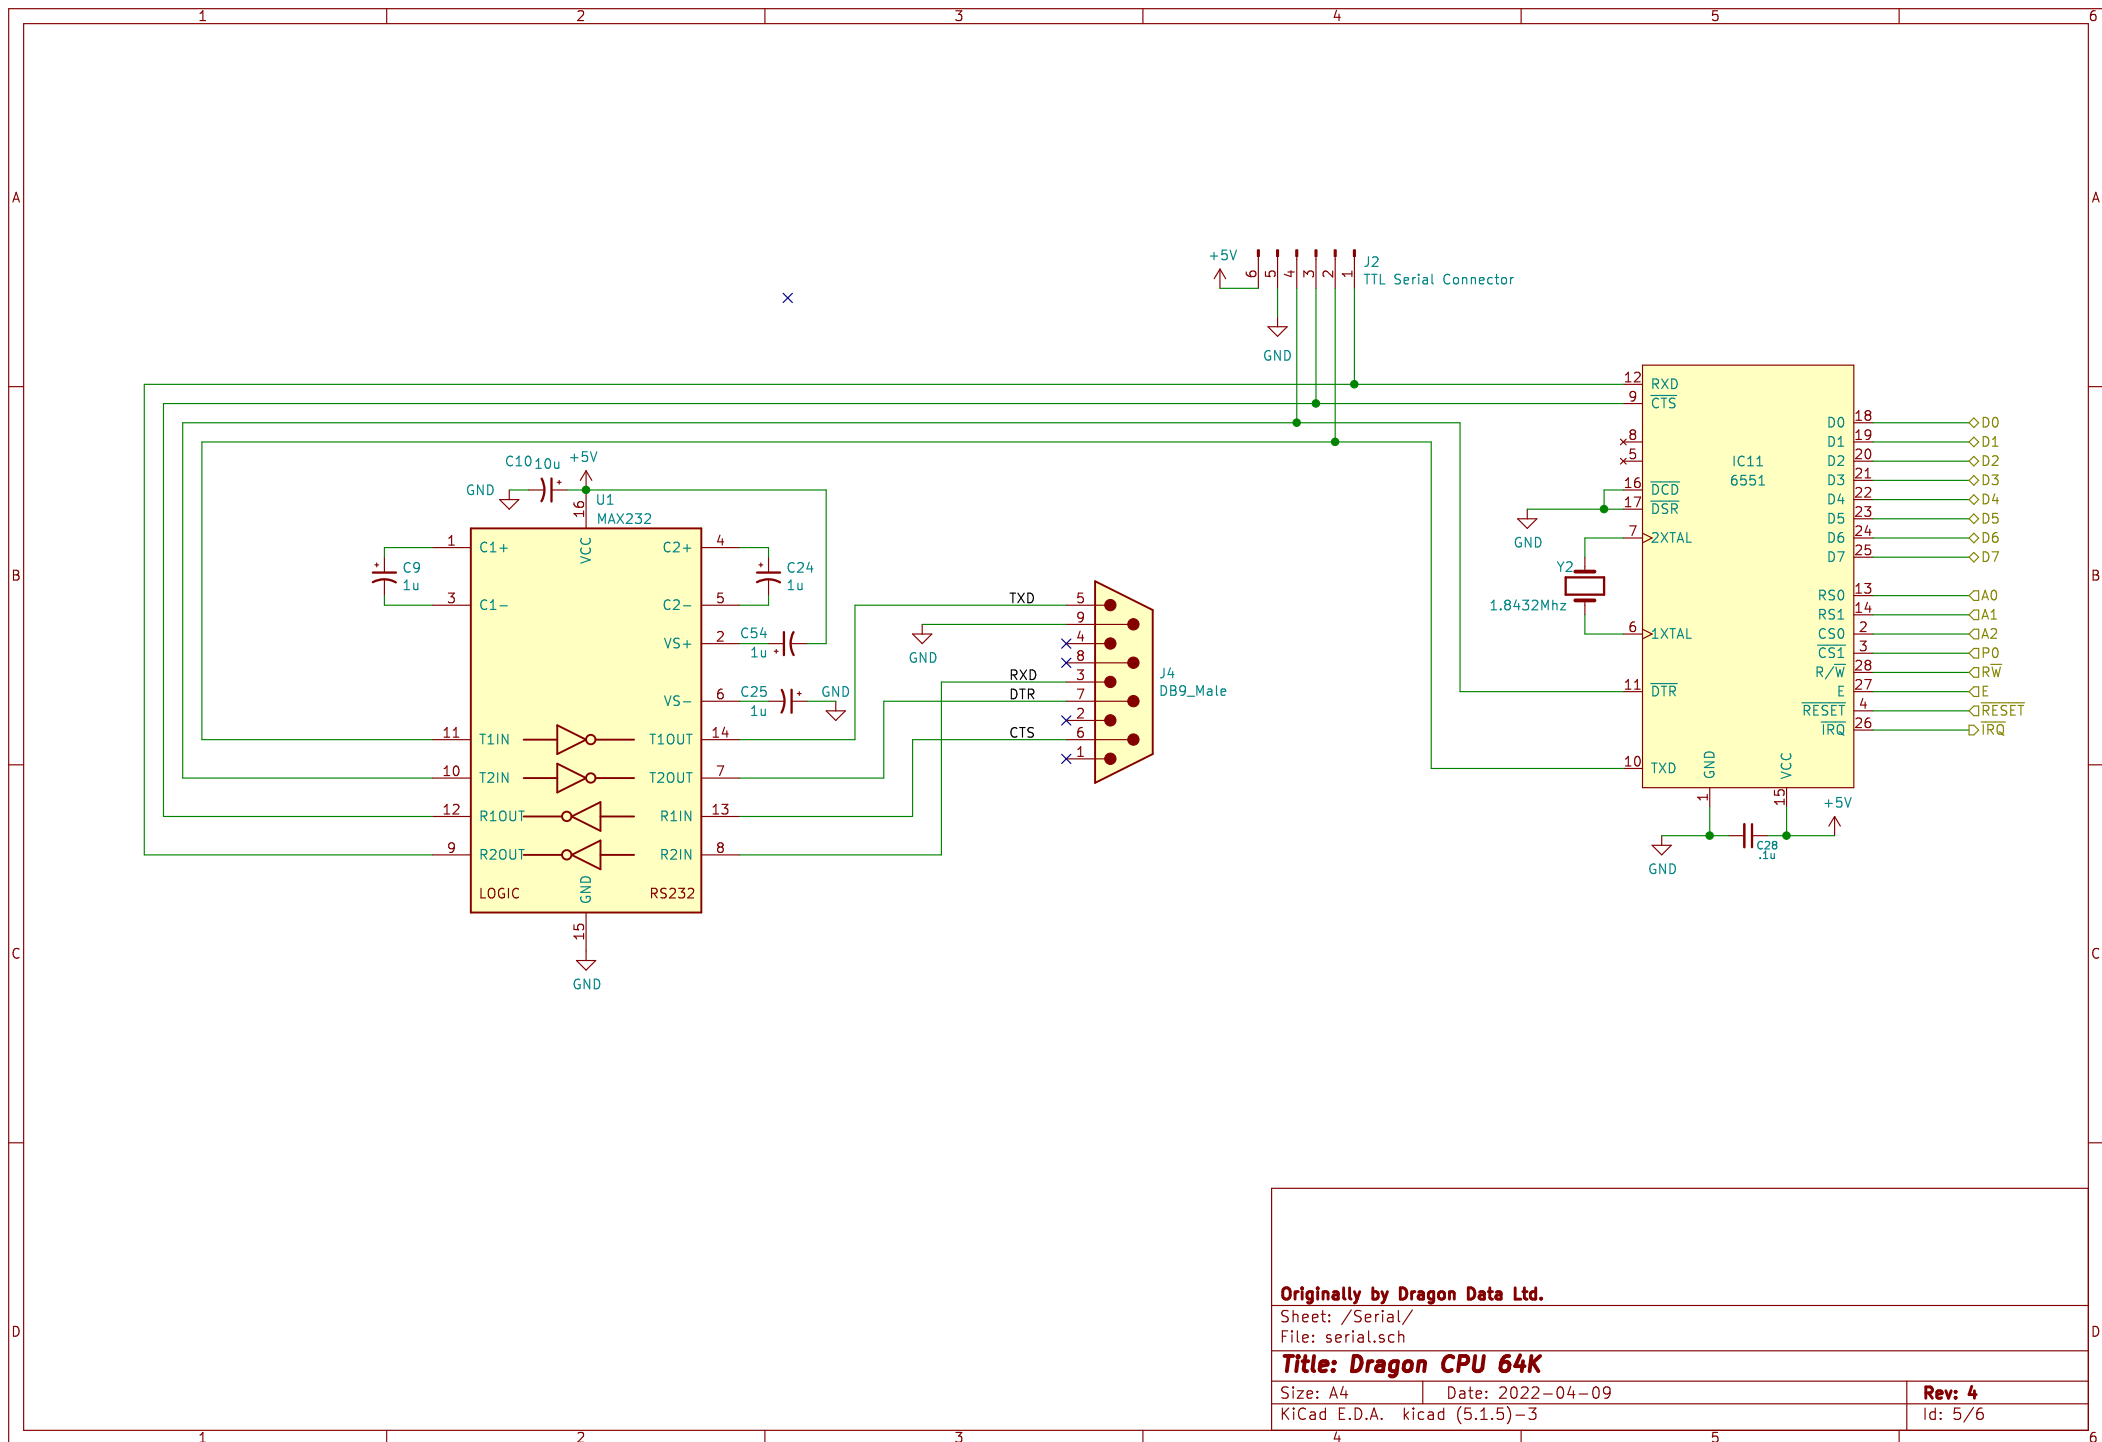 1 2 3 4 5 6
A A
B B
C C
D D
1 2 3 4 5 6
+5V
6 5 4 3 2 1
J2
TTL Serial Connector
GND
C10 10u +5V
GND
U1
MAX232
16
VCC
1 C1+
3 C1-
C9
1u
C2+ 4
C2- 5
C24
1u
VS+ 2
C54
1u
VS- 6
C25
1u
GND
11 T1IN T1OUT 14
10 T2IN T2OUT 7
12 R1OUT R1IN 13
9 R2OUT R2IN 8
LOGIC GND RS232
15
GND
TXD 5
9
GND
4
8
RXD 3
DTR 7
2
CTS 6
1
J4
DB9_Male
12 RXD
9 CTS
8
5
16 DCD
17 DSR
GND
7 2XTAL
Y2
1.8432Mhz
6 1XTAL
11 DTR
10 TXD
IC11
6551
D0 18 D0
D1 19 D1
D2 20 D2
D3 21 D3
D4 22 D4
D5 23 D5
D6 24 D6
D7 25 D7
RS0 13 A0
RS1 14 A1
CS0 2 A2
CS1 3 P0
R/W 28 RW
E 27 E
RESET 4 RESET
IRQ 26 IRQ
GND VCC
1 15
+5V
C28
.1u
GND
Originally by Dragon Data Ltd.
Sheet: /Serial/
File: serial.sch
Title: Dragon CPU 64K
Size: A4 Date: 2022-04-09 Rev: 4
KiCad E.D.A. kicad (5.1.5)-3 Id: 5/6